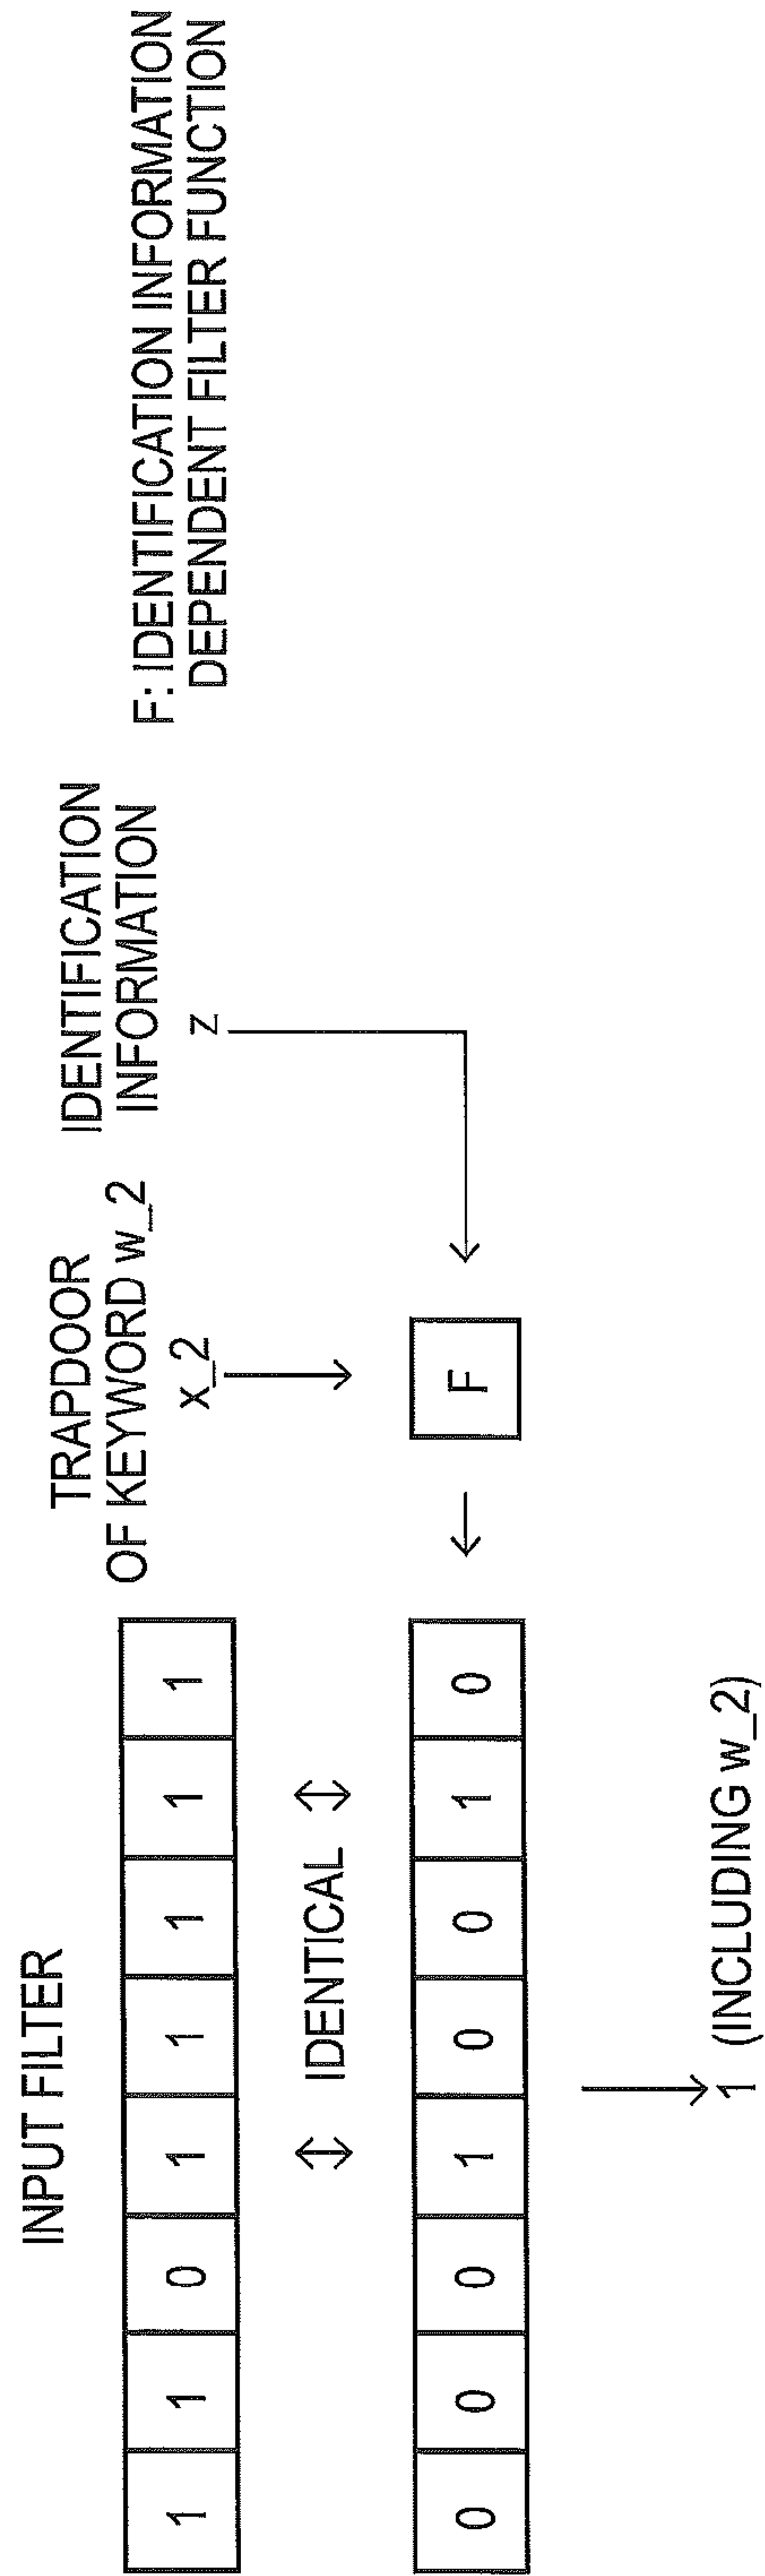 INPUT FILTER
1 1 0 1 1 1 1 1
IDENTICAL
0 0 0 1 0 0 1 0
1 (INCLUDING w_2)
TRAPDOOR
OF KEYWORD w_2
x_2
F
IDENTIFICATION
INFORMATION
z
F: IDENTIFICATION INFORMATION
DEPENDENT FILTER FUNCTION